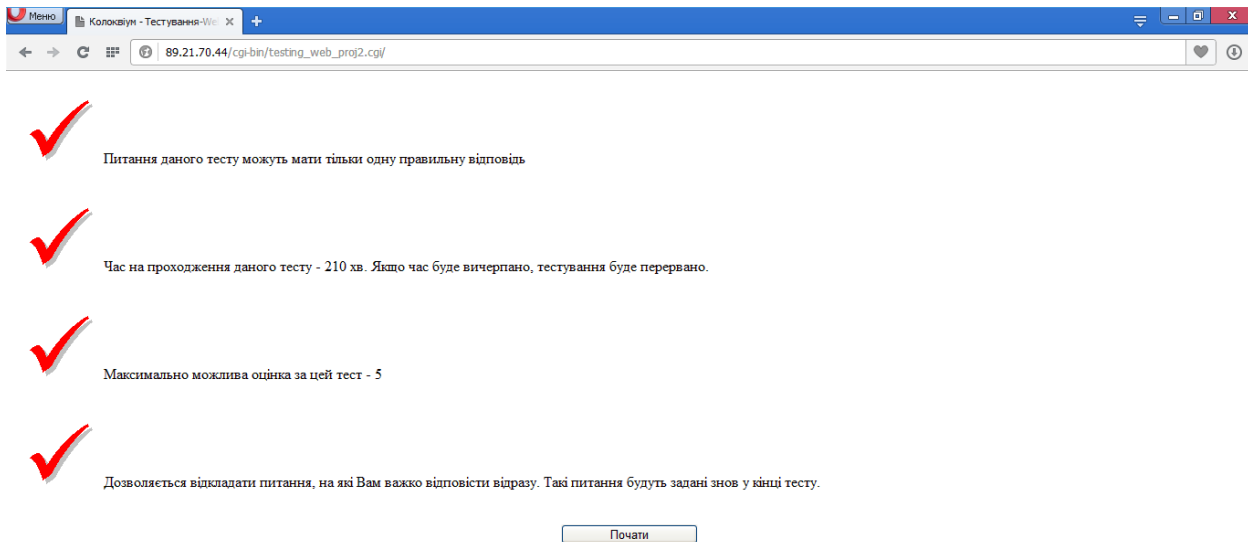 Меню
Колоквіум - Тестування-We
89.21.70.44/cgi-bin/testing_web_proj2.cgi/
Питання даного тесту можуть мати тільки одну правильну відповідь
Час на проходження даного тесту - 210 хв. Якщо час буде вичерпано, тестування буде перервано.
Максимально можлива оцінка за цей тест - 5
Дозволяється відкладати питання, на які Вам важко відповісти відразу. Такі питання будуть задані знов у кінці тесту.
Почати